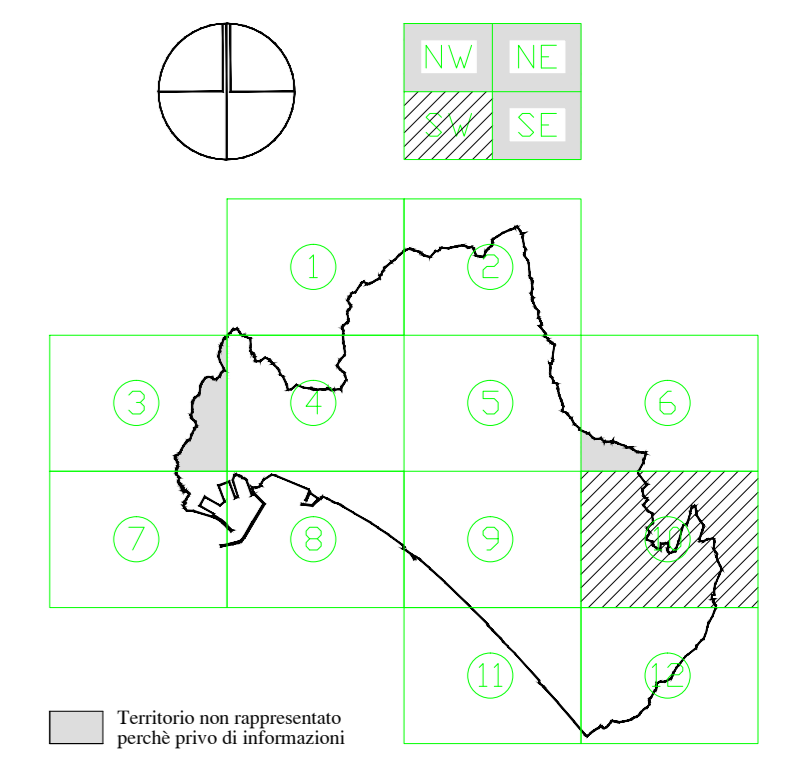 NW NE
SW SE
1 2
3 4 5 6
7 8 9 10
11 12
Territorio non rappresentato
perchè privo di informazioni